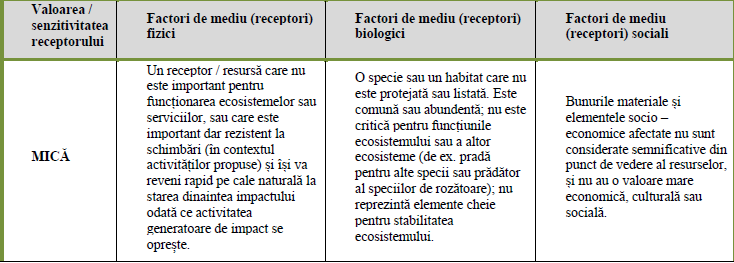 Valoarea /
senzitivitatea
receptorului
Factori de mediu (receptori)
fizici
Factori de mediu (receptori)
biologici
Factori de mediu
(receptori) sociali
MICĂ
Un receptor / resursă care nu
este important pentru
funcționarea ecosistemelor sau
serviciilor, sau care este
important dar rezistent la
schimbări (în contextul
activităților propuse) și își va
reveni rapid pe cale naturală la
starea dinaintea impactului
odată ce activitatea
generatoare de impact se
oprește.
O specie sau un habitat care nu
este protejată sau listată. Este
comună sau abundentă; nu este
critică pentru funcțiunile
ecosistemului sau a altor
ecosisteme (de ex. pradă
pentru alte specii sau prădător
al speciilor de rozătoare); nu
reprezintă elemente cheie
pentru stabilitatea
ecosistemului.
Bunurile materiale și
elementele socio –
economice afectate nu sunt
considerate semnificative din
punct de vedere al resurselor,
și nu au o valoare mare
economică, culturală sau
socială.